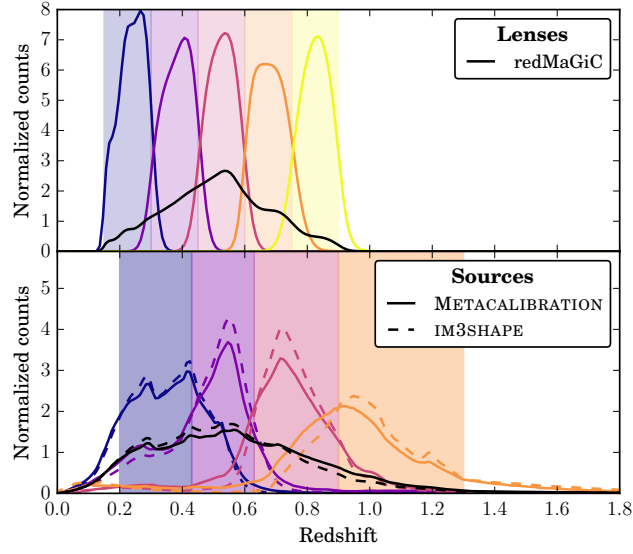 8
7
6
5
4
3
2
1
0
Normalized counts
Lenses
redMaGiC
5
4
3
2
1
0
Normalized counts
Sources
METACALIBRATION
IM3SHAPE
0.0 0.2 0.4 0.6 0.8 1.0 1.2 1.4 1.6 1.8
Redshift